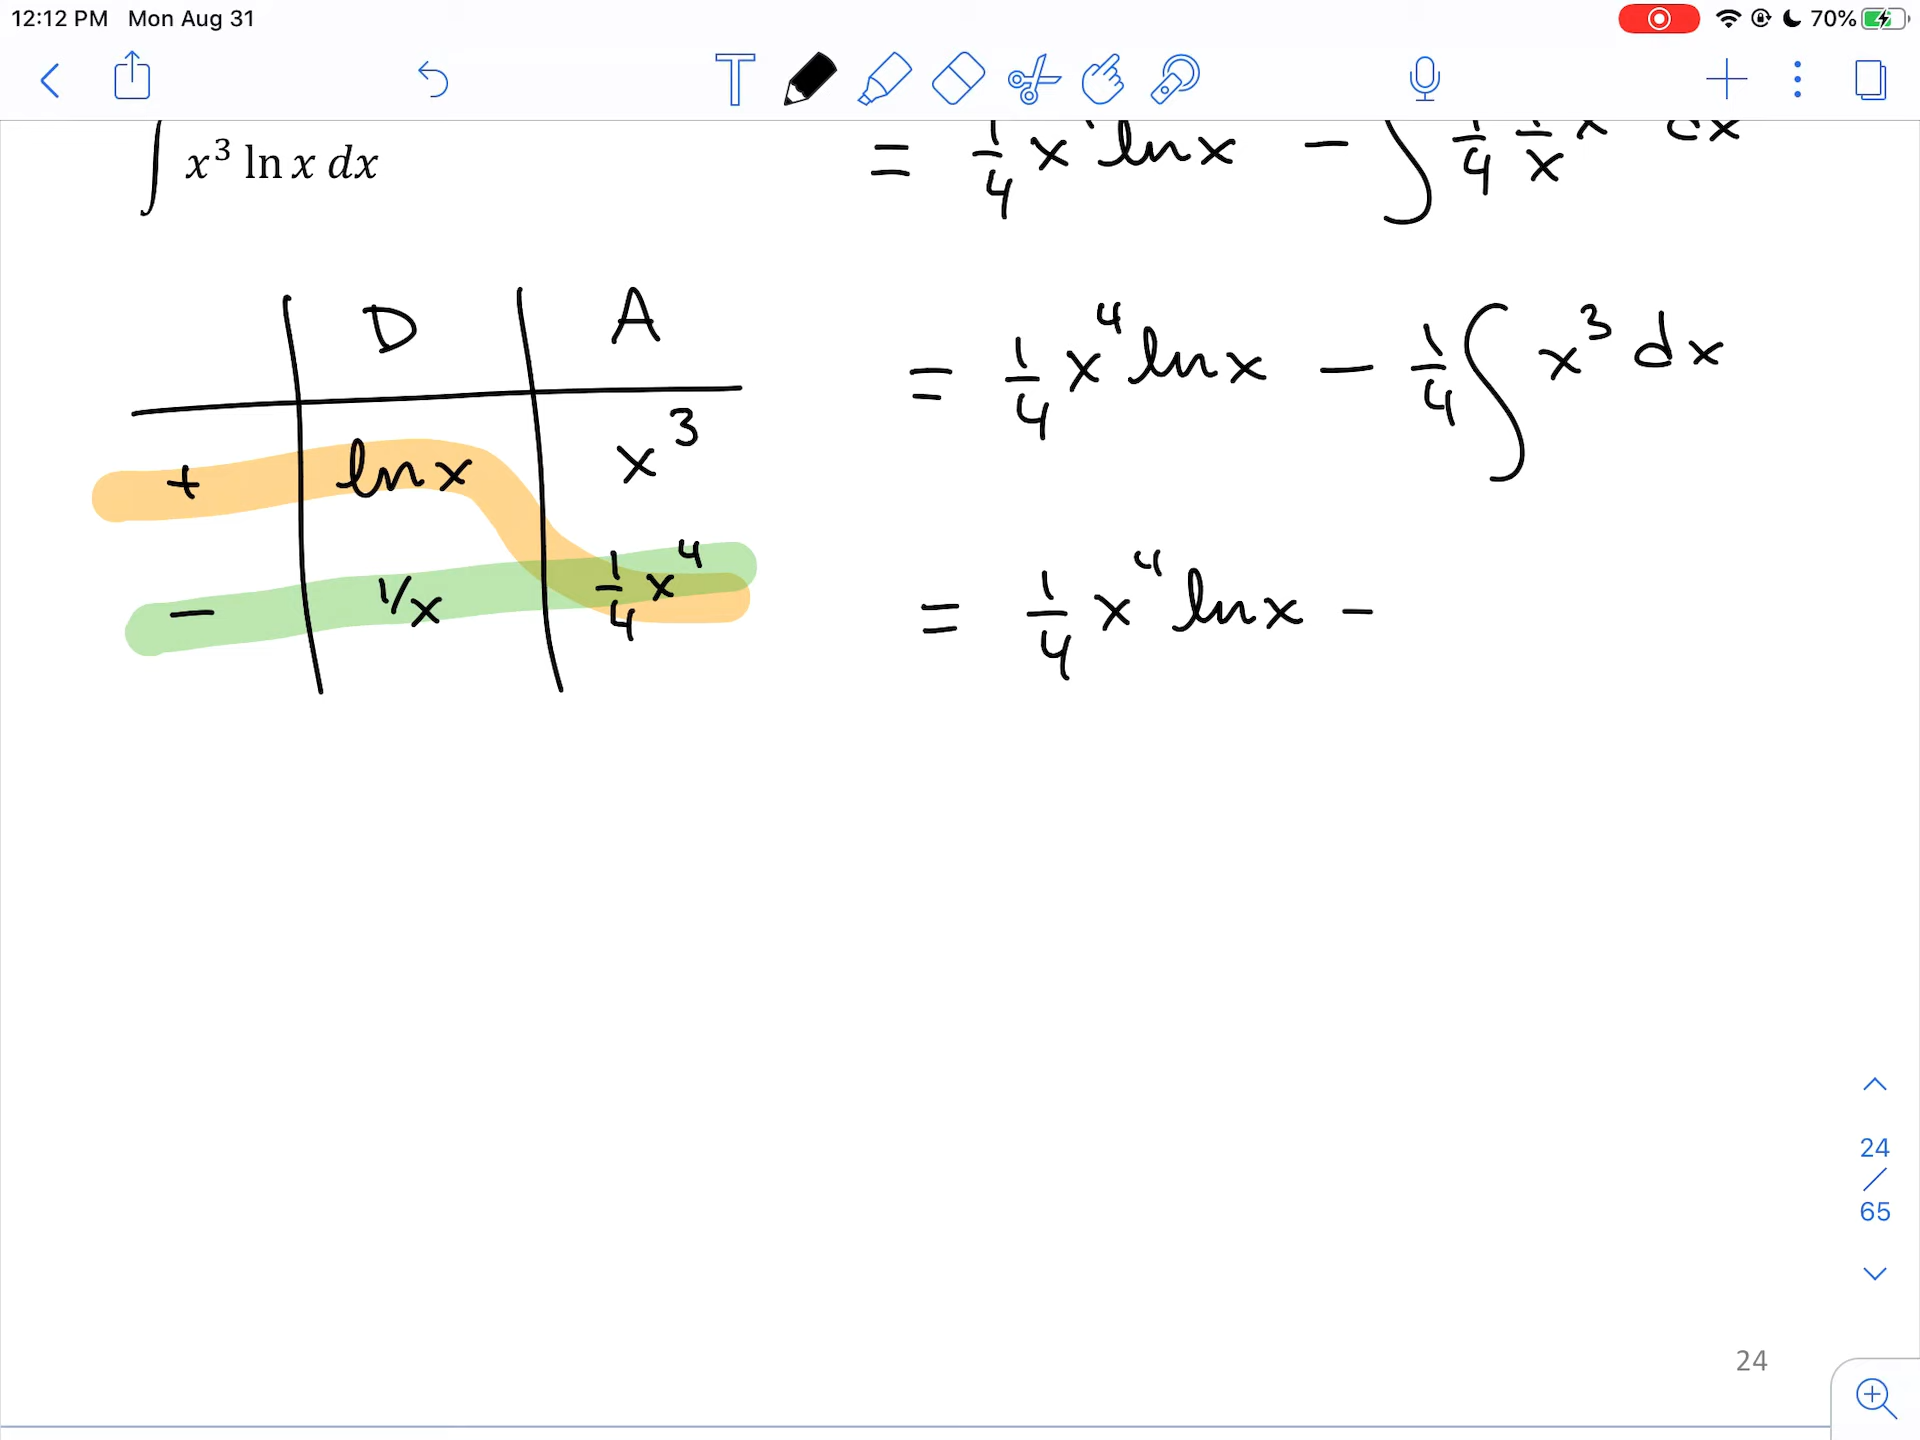 12:12 PM Mon Aug 31 70%
∫ x³ ln x dx
= 1/4 x ln x − ∫ 1/4 1/x x dx
D A
+ ln x x³
− 1/x 1/4 x⁴
= 1/4 x⁴ ln x − 1/4 ∫ x³ dx
= 1/4 x⁴ ln x −
24
/
65
24